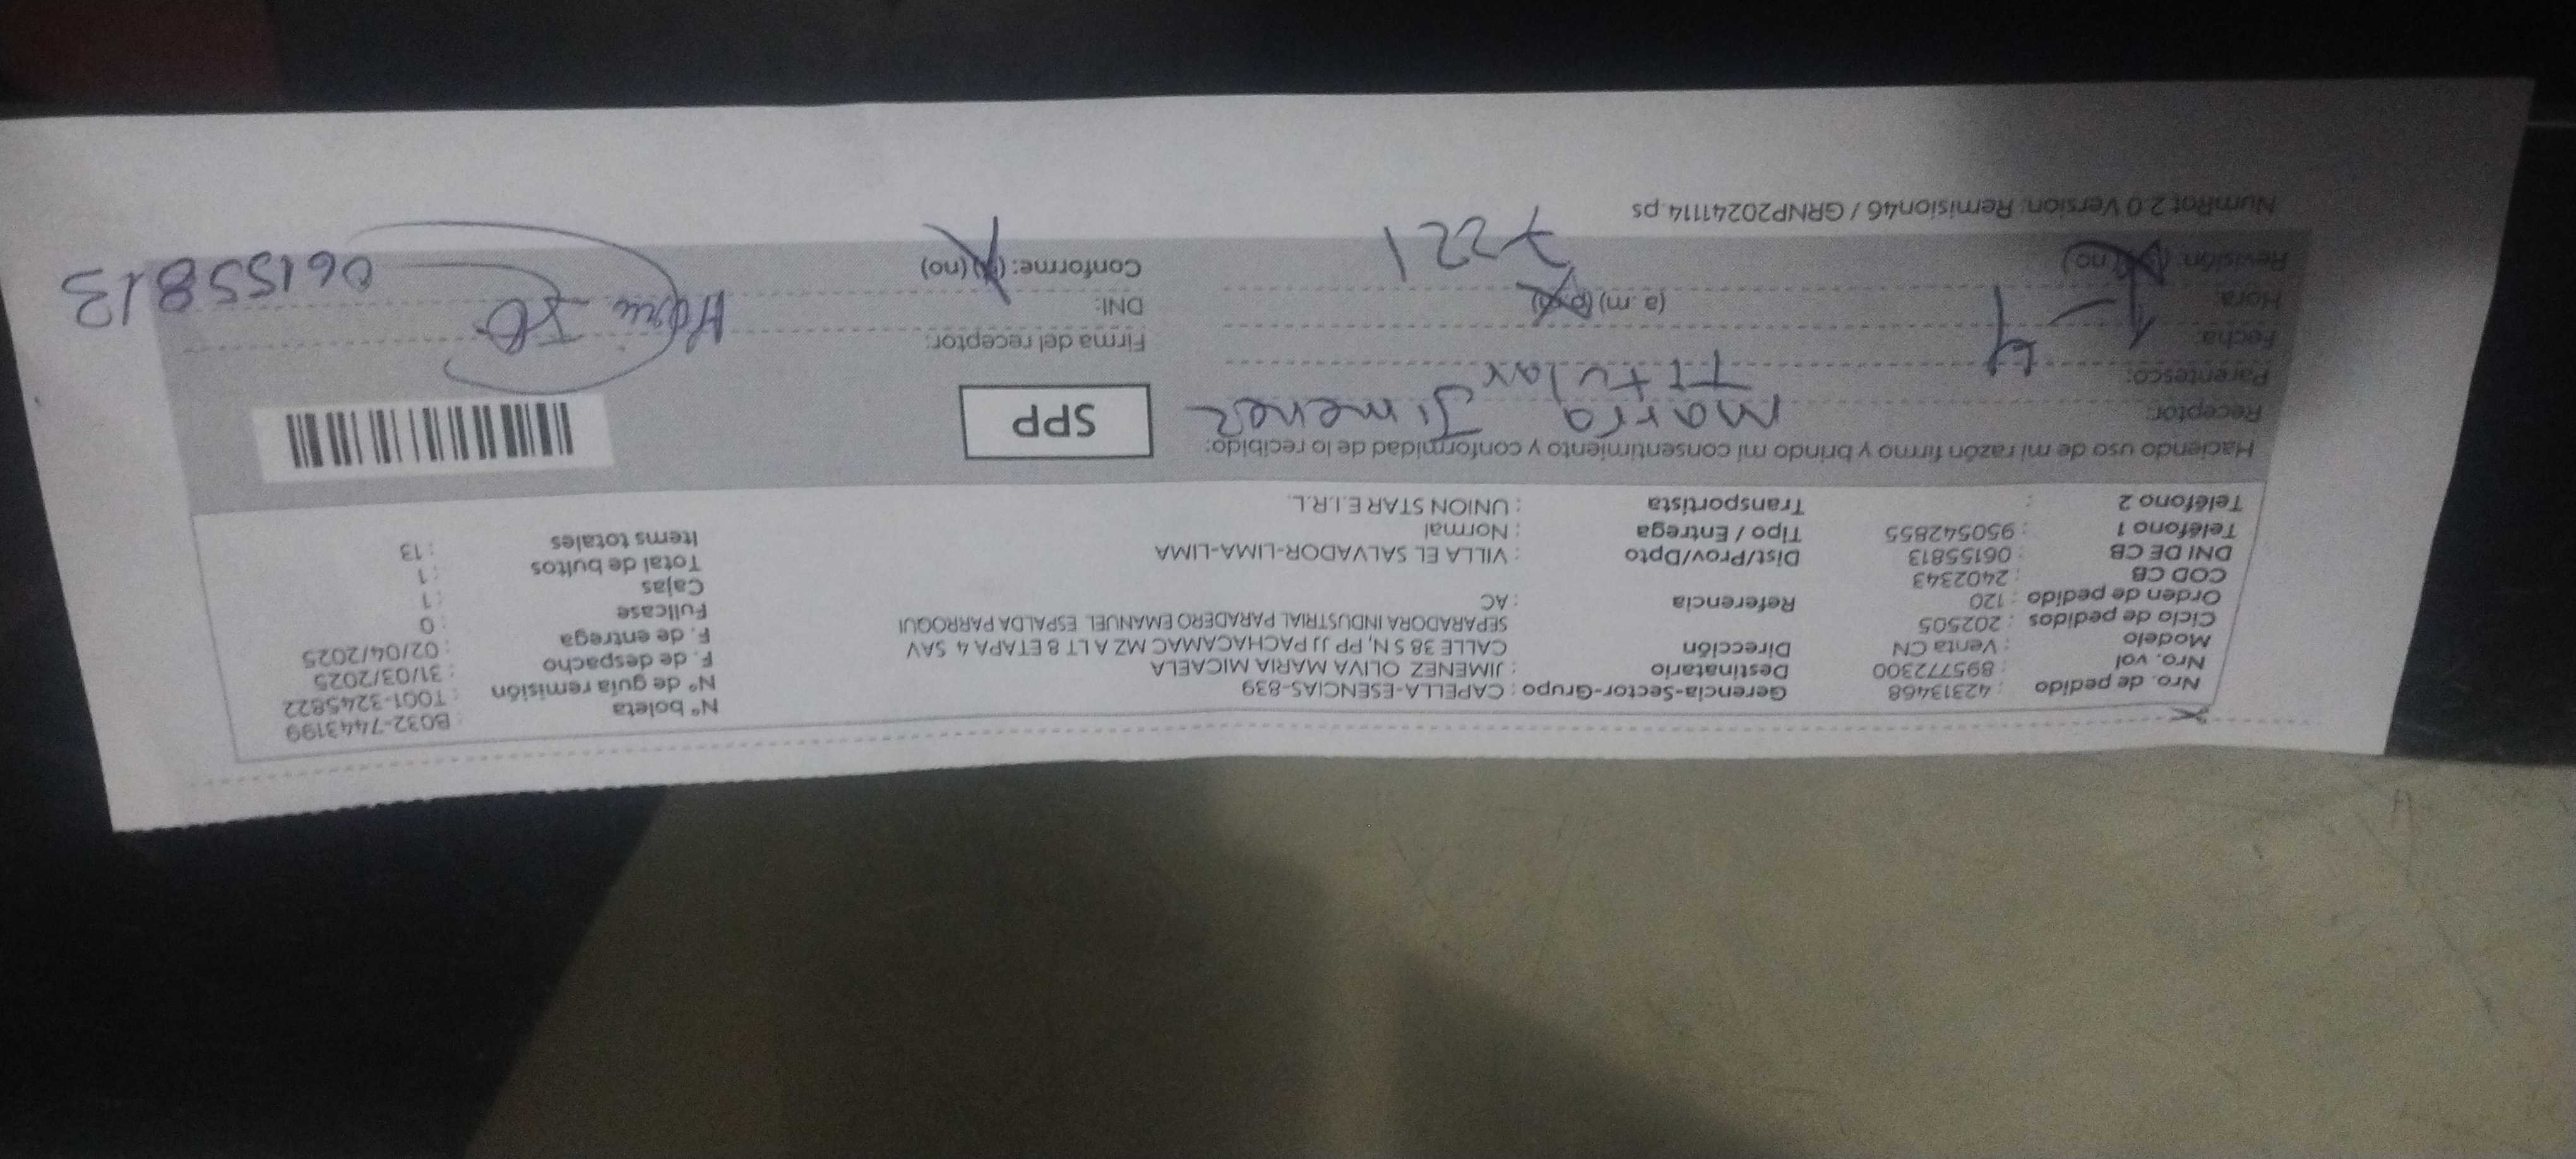 Nro. de pedido : 42313468 Gerencia-Sector-Grupo : CAPELLA-ESENCIAS-839 N° boleta : B032-7443199
Nro. vol : 895772300 Destinatario : JIMENEZ OLIVA MARIA MICAELA N° de guía remisión : T001-3245822
Modelo : Venta CN Dirección CALLE 38 S N, PP JJ PACHACAMAC MZ A LT 8 ETAPA 4 SAV F. de despacho : 31/03/2025
Ciclo de pedidos : 202505 SEPARADORA INDUSTRIAL PARADERO EMANUEL ESPALDA PARROQUI F. de entrega : 02/04/2025
Orden de pedido : 120 Referencia : AC Fullcase : 0
COD CB : 2402343 Cajas : 1
DNI DE CB : 06155813 Dist/Prov/Dpto : VILLA EL SALVADOR-LIMA-LIMA Total de bultos : 1
Teléfono 1 : 950542855 Tipo / Entrega : Normal Items totales : 13
Teléfono 2 : Transportista : UNION STAR E.I.R.L.
Haciendo uso de mi razón firmo y brindo mi consentimiento y conformidad de lo recibido:
Receptor: Maria Jimenez SPP
Parentesco: Titular
Fecha: Firma del receptor:
Hora: (a.m) DNI: 06155813
Revisión: (no) 7221 Conforme: (no)
NumRot 2.0 Version: Remision46 / GRNP20241114.ps